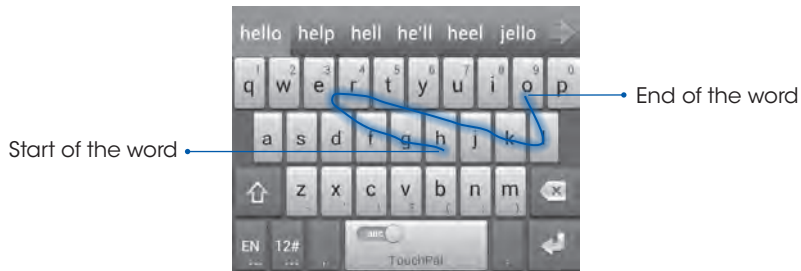 hello help hell he'll heel jello
1 2 3 4 5 6 7 8 9 0
q w e r t y u i o p
End of the word
a s d f g h j k l
Start of the word
z x c v b n m
EN 12# abc
TouchPal